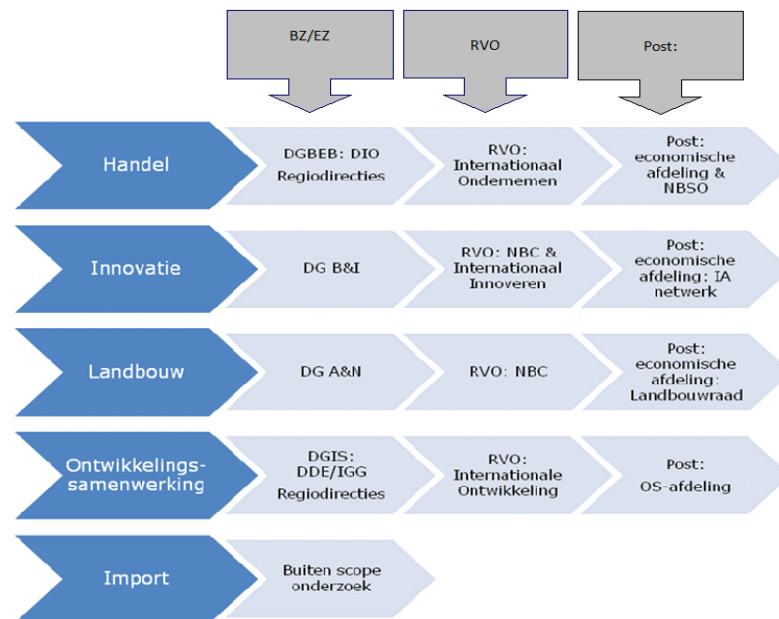 BZ/EZ
RVO
Post:
Handel
DGBEB: DIO
Regiodirecties
RVO:
Internationaal
Ondernemen
Post:
economische
afdeling &
NBSO
Innovatie
DG B&I
RVO: NBC &
Internationaal
Innoveren
Post:
economische
afdeling: IA
netwerk
Landbouw
DG A&N
RVO: NBC
Post:
economische
afdeling:
Landbouwraad
Ontwikkelings-
samenwerking
DGIS:
DDE/IGG
Regiodirecties
RVO:
Internationale
Ontwikkeling
Post:
OS-afdeling
Import
Buiten scope
onderzoek